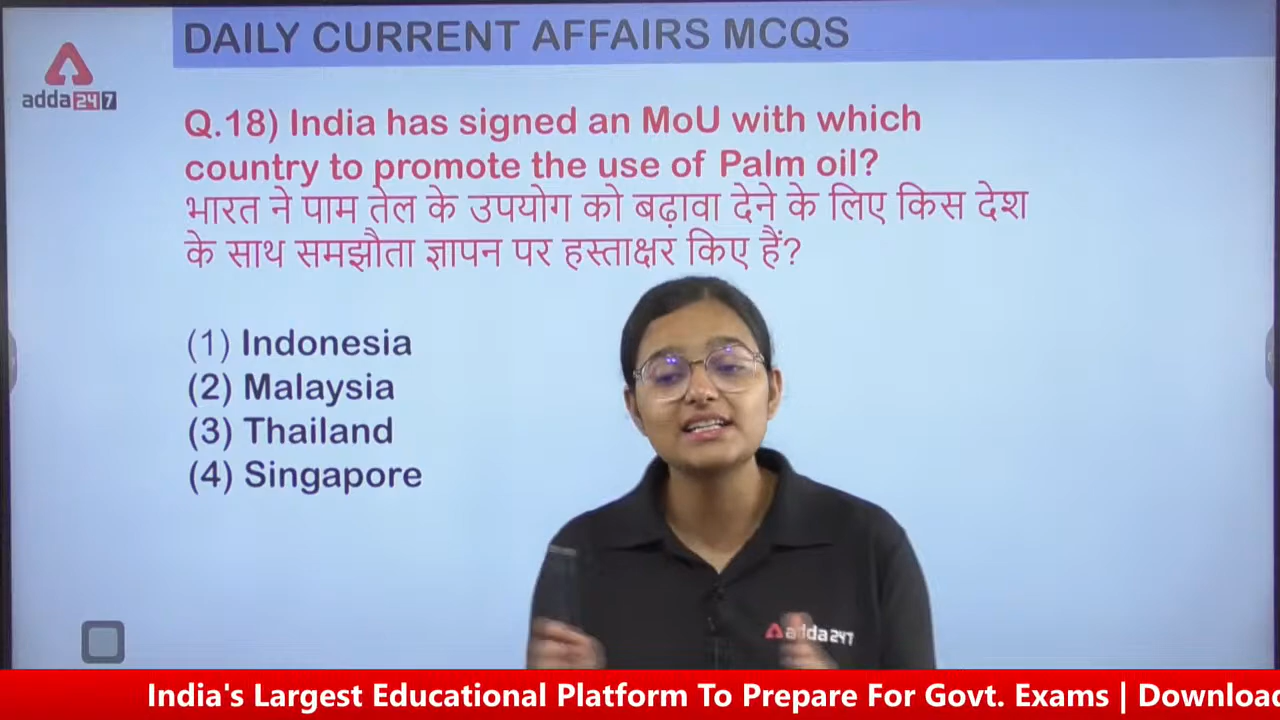 DAILY CURRENT AFFAIRS MCQS
adda247
Q.18) India has signed an MoU with which
country to promote the use of Palm oil?
भारत ने पाम तेल के उपयोग को बढ़ावा देने के लिए किस देश
के साथ समझौता ज्ञापन पर हस्ताक्षर किए हैं?
(1) Indonesia
(2) Malaysia
(3) Thailand
(4) Singapore
adda247
India's Largest Educational Platform To Prepare For Govt. Exams | Download